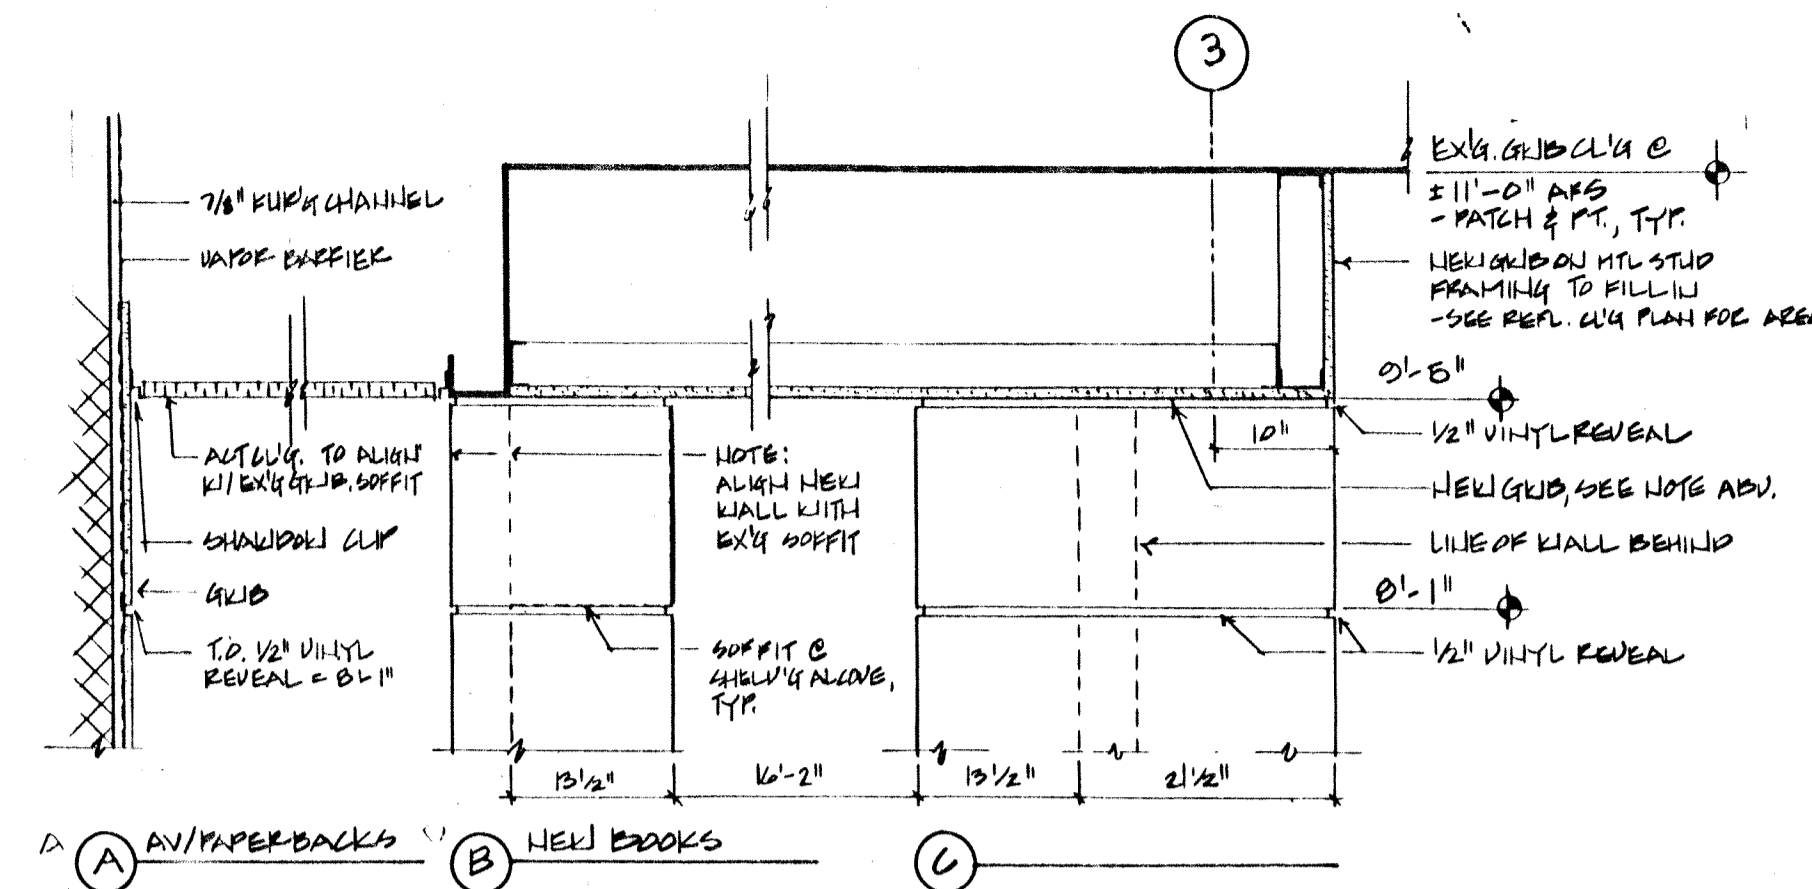 3
EX'G. GWB CL'G @
± 11'-0" AFS
- PATCH & PT., TYP.
NEW GWB ON MTL STUD
FRAMING TO FILL IN
- SEE REFL. CL'G PLAN FOR AREA
9'-5"
1/2" VINYL REVEAL
10"
NEW GWB, SEE NOTE ABV.
LINE OF WALL BEHIND
8'-1"
1/2" VINYL REVEAL
7/8" FUR'G CHANNEL
VAPOR BARRIER
ACT CL'G. TO ALIGN
W/ EX'G GWB. SOFFIT
SHADOW CLIP
GWB
T.O. 1/2" VINYL
REVEAL = 8'-1"
NOTE:
ALIGN NEW
WALL WITH
EX'G SOFFIT
SOFFIT @
SHELV'G ALCOVE,
TYP.
13 1/2"
16'-2"
13 1/2"
21 1/2"
A AV/PAPERBACKS
B NEW BOOKS
C